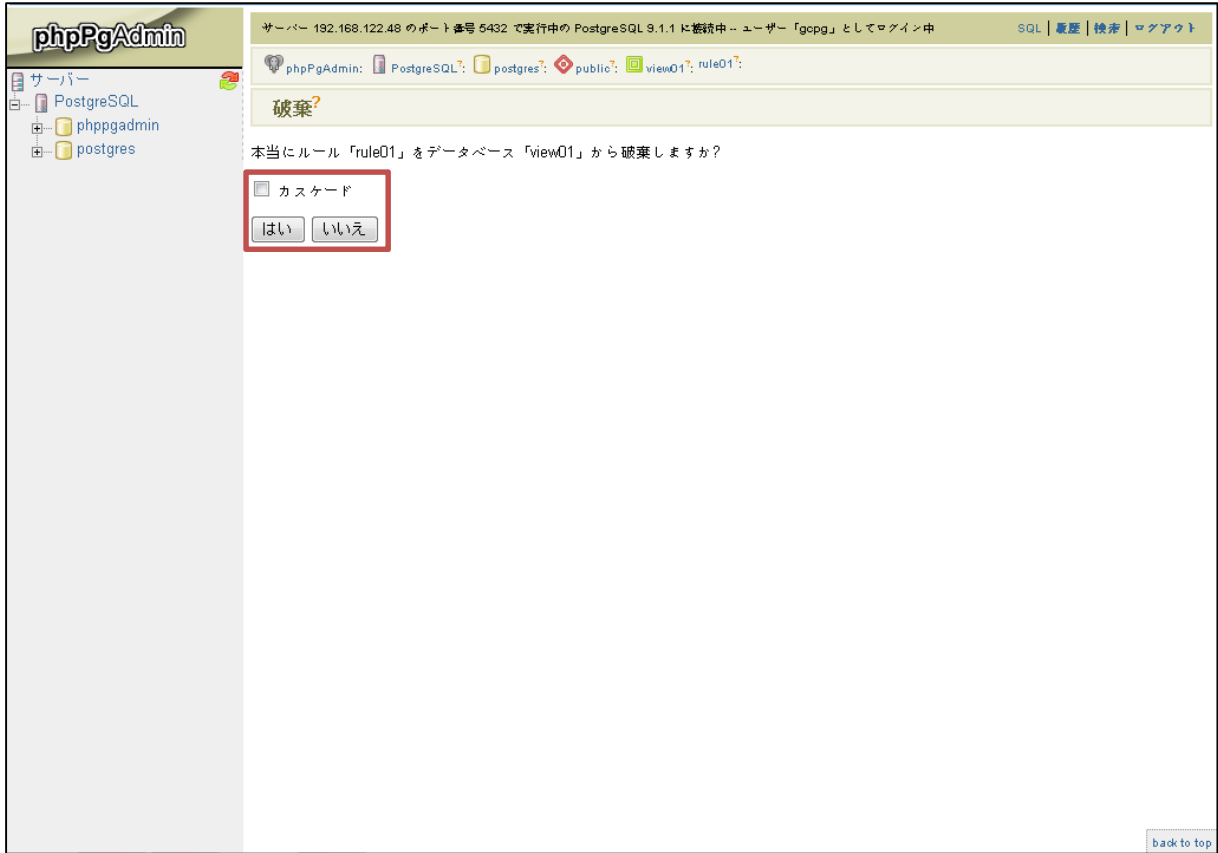 phpPgAdmin
サーバー
PostgreSQL
phppgadmin
postgres
サーバー 192.168.122.48 のポート番号 5432 で実行中の PostgreSQL 9.1.1 に接続中 -- ユーザー「gcpg」としてログイン中
SQL | 履歴 | 検索 | ログアウト
phpPgAdmin: PostgreSQL?: postgres?: public?: view01?: rule01?:
破棄?
本当にルール「rule01」をデータベース「view01」から破棄しますか?
カスケード
はい いいえ
back to top